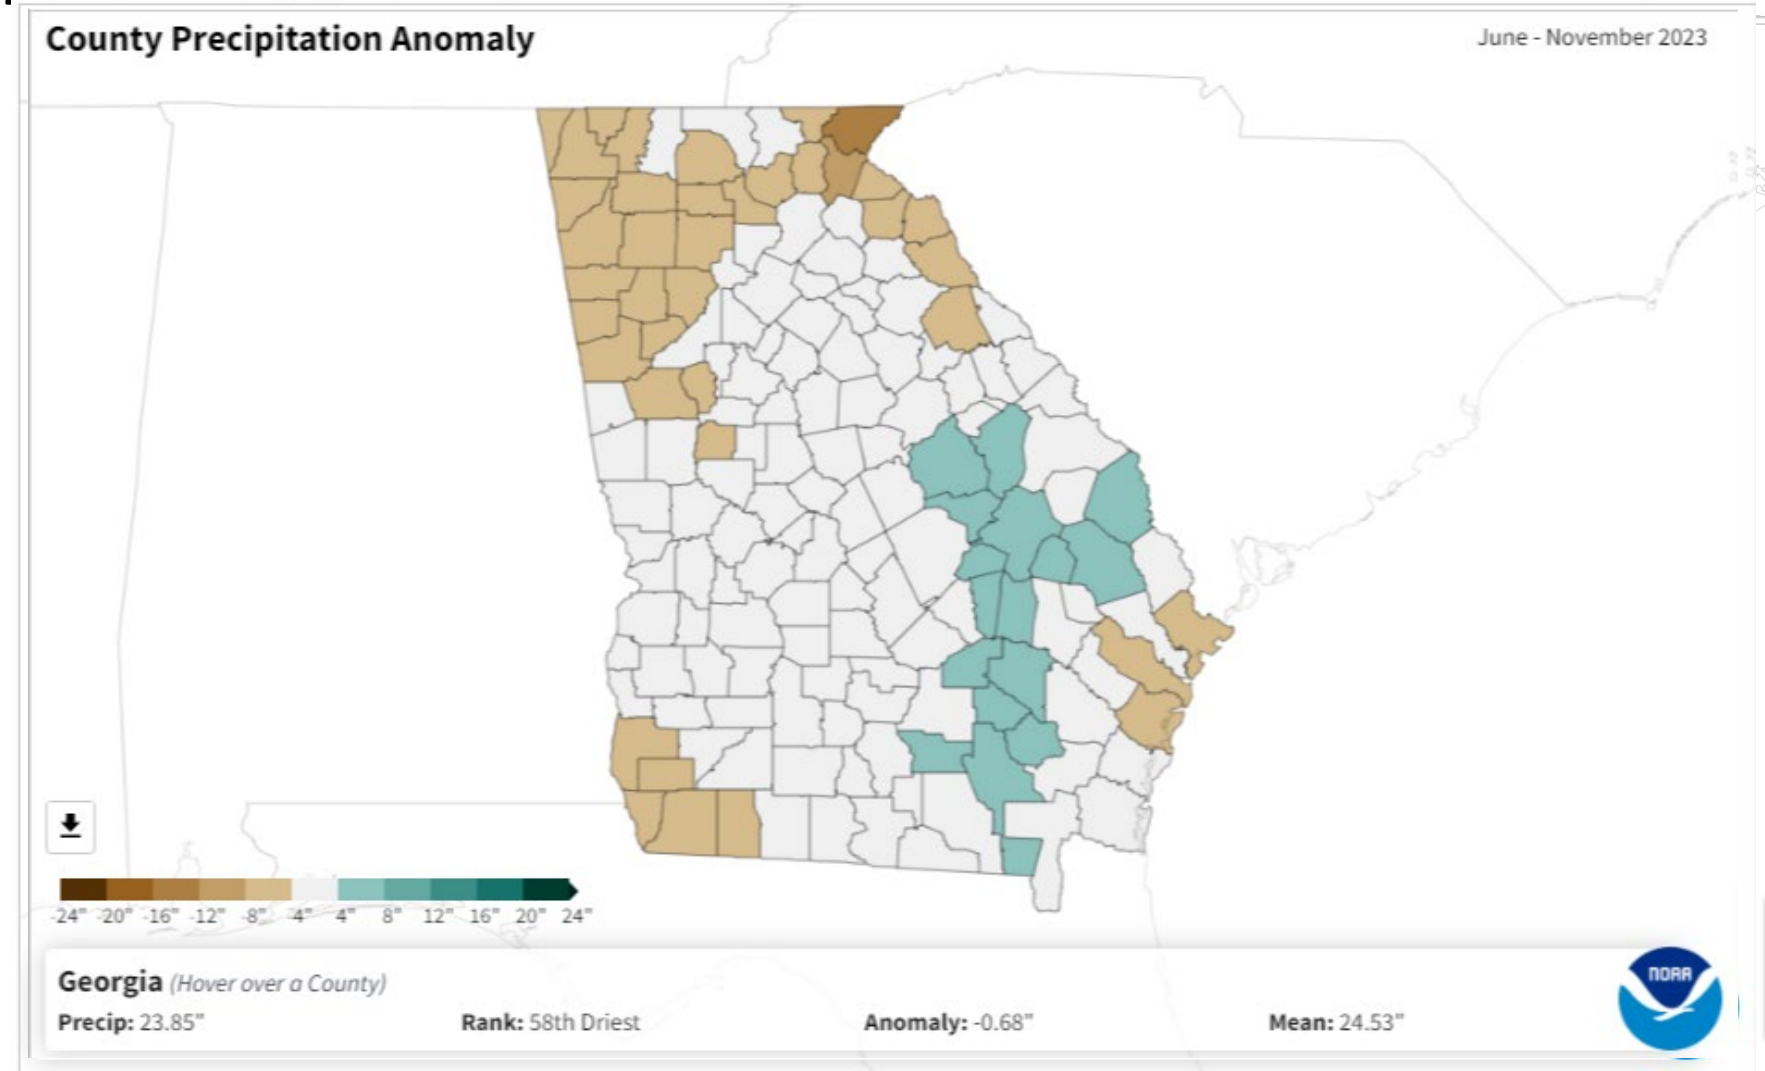 County Precipitation Anomaly
June - November 2023
-24" -20" -16" -12" -8" -4" 4" 8" 12" 16" 20" 24"
Georgia (Hover over a County)
Precip: 23.85" Rank: 58th Driest Anomaly: -0.68" Mean: 24.53"
NOAA